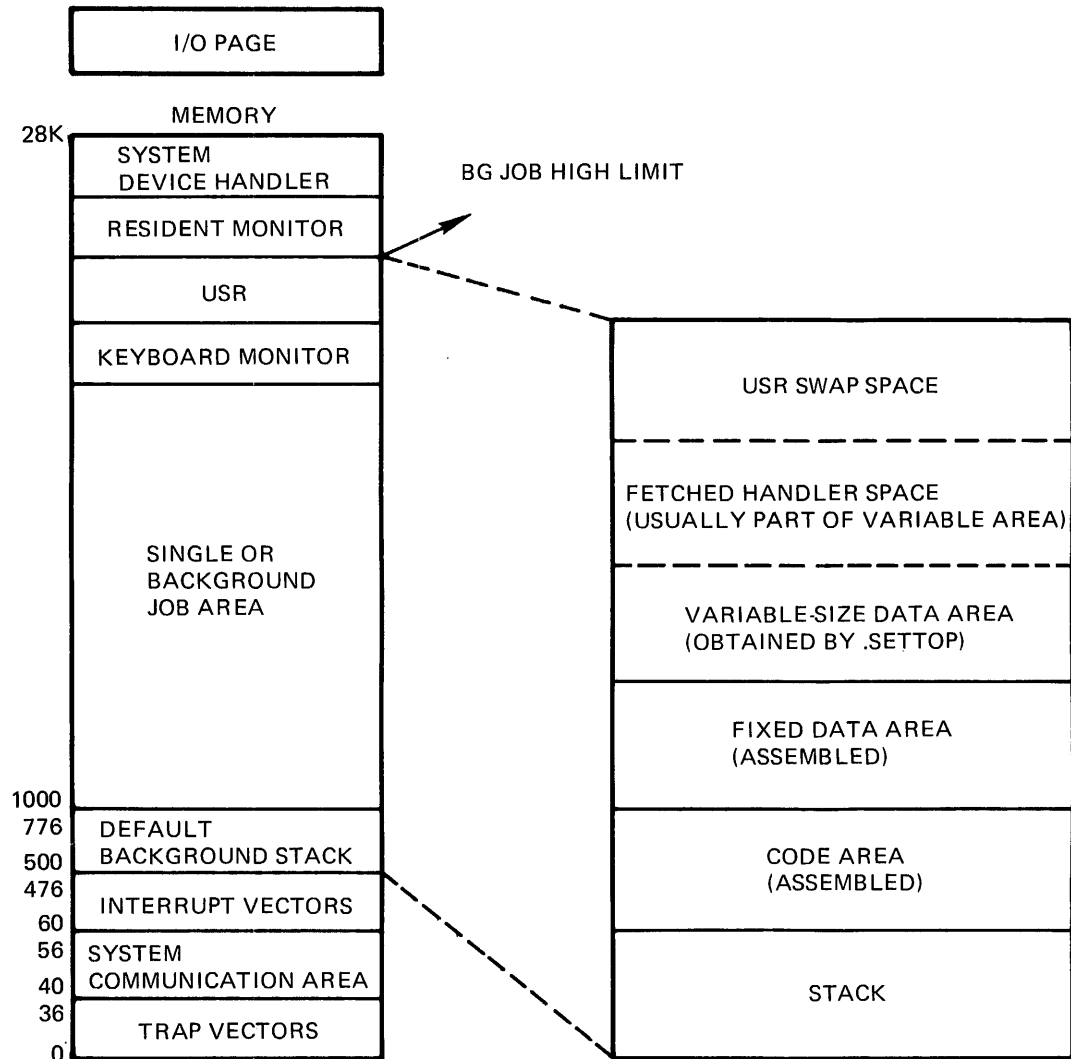 I/O PAGE
MEMORY
28K
SYSTEM
DEVICE HANDLER
BG JOB HIGH LIMIT
RESIDENT MONITOR
USR
KEYBOARD MONITOR
SINGLE OR
BACKGROUND
JOB AREA
1000
776
DEFAULT
BACKGROUND STACK
500
476
INTERRUPT VECTORS
60
56
SYSTEM
COMMUNICATION AREA
40
36
TRAP VECTORS
0
USR SWAP SPACE
FETCHED HANDLER SPACE
(USUALLY PART OF VARIABLE AREA)
VARIABLE-SIZE DATA AREA
(OBTAINED BY .SETTOP)
FIXED DATA AREA
(ASSEMBLED)
CODE AREA
(ASSEMBLED)
STACK